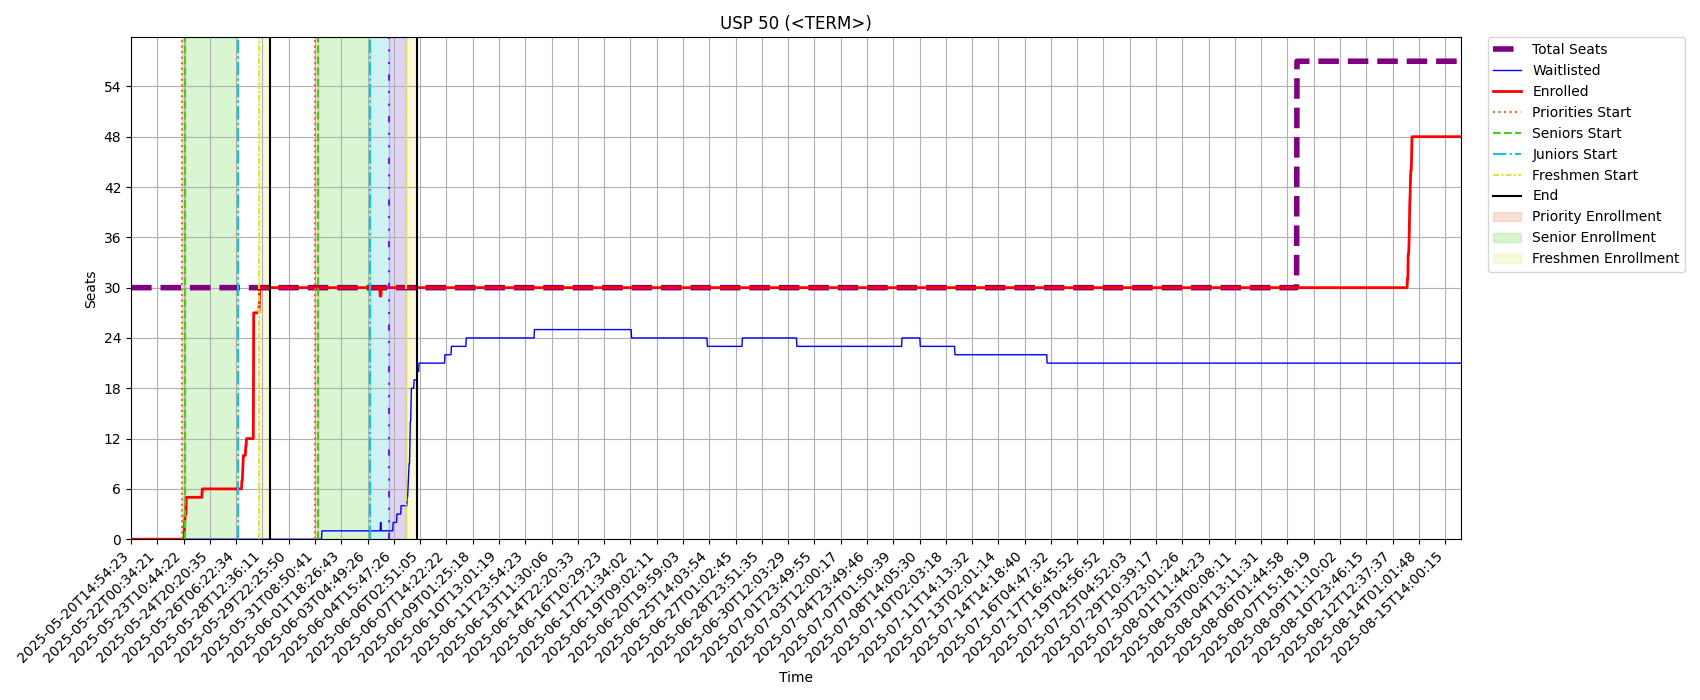 USP 50 (<TERM>)
Total Seats
Waitlisted
Enrolled
Priorities Start
Seniors Start
Juniors Start
Freshmen Start
End
Priority Enrollment
Senior Enrollment
Freshmen Enrollment
Seats
54
48
42
36
30
24
18
12
6
0
2025-05-20T14:54:23
2025-05-22T00:34:21
2025-05-23T10:44:22
2025-05-24T20:20:35
2025-05-26T06:22:34
2025-05-28T12:36:11
2025-05-29T22:25:50
2025-05-31T08:50:41
2025-06-01T18:26:43
2025-06-03T04:49:26
2025-06-04T15:47:26
2025-06-06T02:51:05
2025-06-07T14:22:22
2025-06-09T01:25:18
2025-06-10T13:01:19
2025-06-11T23:54:23
2025-06-13T11:30:06
2025-06-14T22:20:33
2025-06-16T10:29:23
2025-06-17T21:34:02
2025-06-19T09:02:11
2025-06-20T19:59:03
2025-06-25T14:03:54
2025-06-27T01:02:45
2025-06-28T23:51:35
2025-06-30T12:03:29
2025-07-01T23:49:55
2025-07-03T12:00:17
2025-07-04T23:49:46
2025-07-07T01:50:39
2025-07-08T14:05:30
2025-07-10T02:03:18
2025-07-11T14:13:32
2025-07-13T02:01:14
2025-07-14T14:18:40
2025-07-16T04:47:32
2025-07-17T16:45:52
2025-07-19T04:56:52
2025-07-25T04:52:03
2025-07-29T10:39:17
2025-07-30T23:01:26
2025-08-01T11:44:23
2025-08-03T00:08:11
2025-08-04T13:11:31
2025-08-06T01:44:58
2025-08-07T15:18:19
2025-08-09T11:10:02
2025-08-10T23:46:15
2025-08-12T12:37:37
2025-08-14T01:01:48
2025-08-15T14:00:15
Time